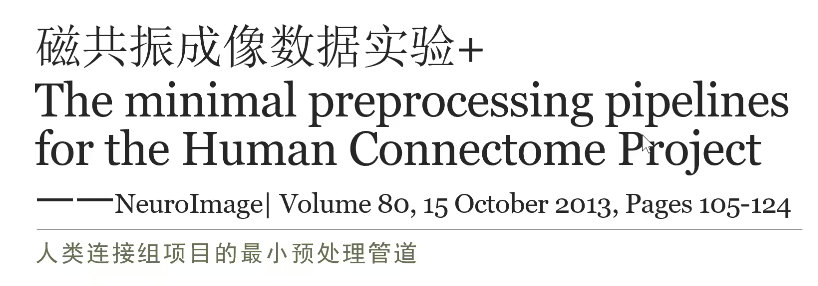 磁共振成像数据实验+
The minimal preprocessing pipelines
for the Human Connectome Project
——NeuroImage| Volume 80, 15 October 2013, Pages 105-124
人类连接组项目的最小预处理管道